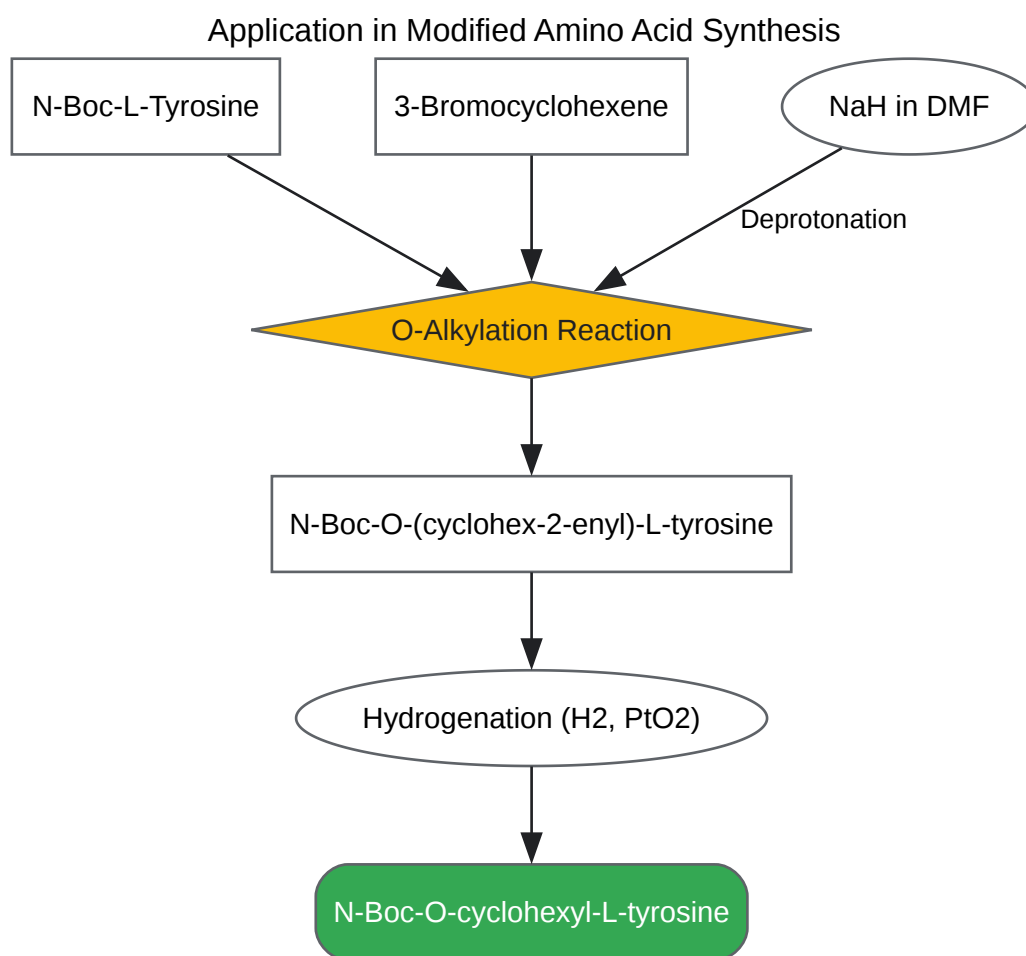 Application in Modified Amino Acid Synthesis
N-Boc-L-Tyrosine
3-Bromocyclohexene
NaH in DMF
Deprotonation
O-Alkylation Reaction
N-Boc-O-(cyclohex-2-enyl)-L-tyrosine
Hydrogenation (H2, PtO2)
N-Boc-O-cyclohexyl-L-tyrosine